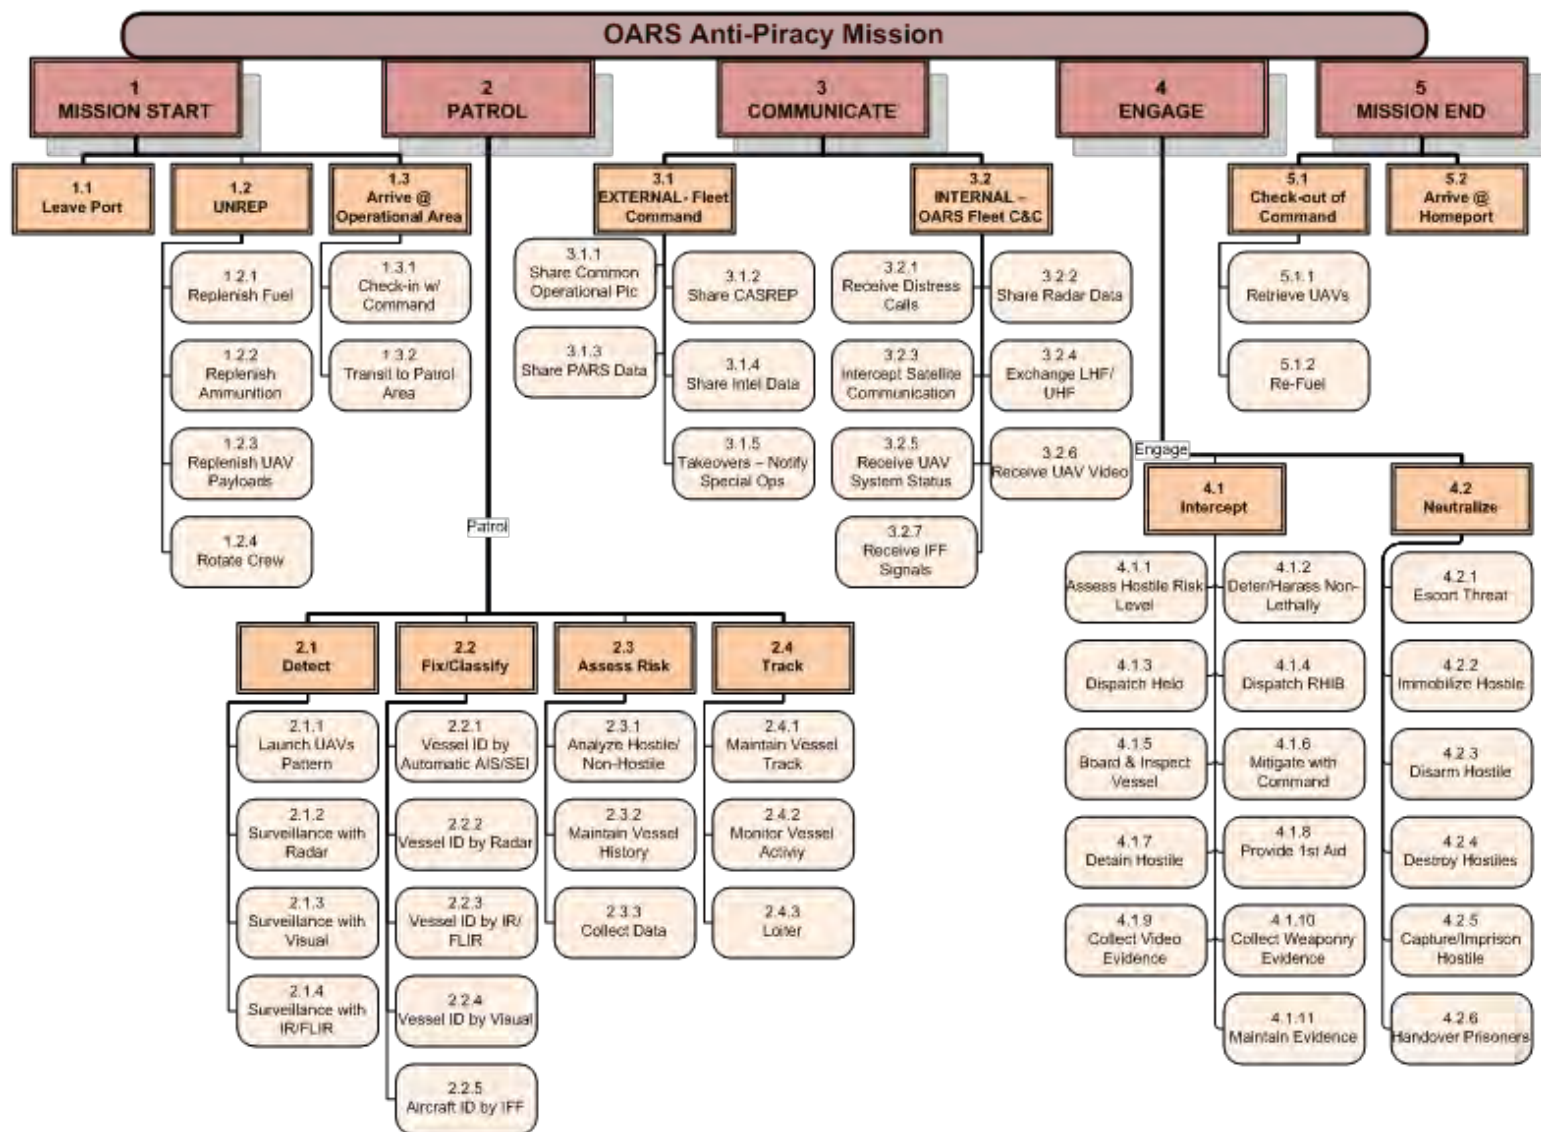 OARS Anti-Piracy Mission
1
MISSION START
2
PATROL
3
COMMUNICATE
4
ENGAGE
5
MISSION END
1.1
Leave Port
1.2
UNREP
1.3
Arrive @
Operational Area
3.1
EXTERNAL- Fleet
Command
3.2
INTERNAL –
OARS Fleet C&C
5.1
Check-out of
Command
5.2
Arrive @
Homeport
1.2.1
Replenish Fuel
1.2.2
Replenish
Ammunition
1.2.3
Replenish UAV
Payloads
1.2.4
Rotate Crew
1.3.1
Check-in w/
Command
1.3.2
Transit to Patrol
Area
3.1.1
Share Common
Operational Pic
3.1.2
Share CASREP
3.1.3
Share PARS Data
3.1.4
Share Intel Data
3.1.5
Takeovers – Notify
Special Ops
3.2.1
Receive Distress
Calls
3.2.2
Share Radar Data
3.2.3
Intercept Satellite
Communication
3.2.4
Exchange LHF/
UHF
3.2.5
Receive UAV
System Status
3.2.6
Receive UAV Video
3.2.7
Receive IFF
Signals
5.1.1
Retrieve UAVs
5.1.2
Re-Fuel
Patrol
Engage
2.1
Detect
2.2
Fix/Classify
2.3
Assess Risk
2.4
Track
2.1.1
Launch UAVs
Pattern
2.1.2
Surveillance with
Radar
2.1.3
Surveillance with
Visual
2.1.4
Surveillance with
IR/FLIR
2.2.1
Vessel ID by
Automatic AIS/SEI
2.2.2
Vessel ID by Radar
2.2.3
Vessel ID by IR/
FLIR
2.2.4
Vessel ID by Visual
2.2.5
Aircraft ID by IFF
2.3.1
Analyze Hostile/
Non-Hostile
2.3.2
Maintain Vessel
History
2.3.3
Collect Data
2.4.1
Maintain Vessel
Track
2.4.2
Monitor Vessel
Activiy
2.4.3
Loiter
4.1
Intercept
4.2
Neutralize
4.1.1
Assess Hostile Risk
Level
4.1.2
Deter/Harass Non-
Lethally
4.1.3
Dispatch Helo
4.1.4
Dispatch RHIB
4.1.5
Board & Inspect
Vessel
4.1.6
Mitigate with
Command
4.1.7
Detain Hostile
4.1.8
Provide 1st Aid
4.1.9
Collect Video
Evidence
4.1.10
Collect Weaponry
Evidence
4.1.11
Maintain Evidence
4.2.1
Escort Threat
4.2.2
Immobilize Hostile
4.2.3
Disarm Hostile
4.2.4
Destroy Hostiles
4.2.5
Capture/Imprison
Hostile
4.2.6
Handover Prisoners